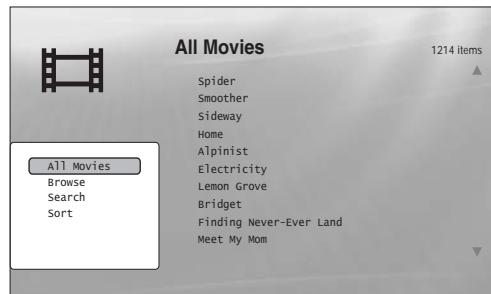 All Movies
1214 items
Spider
Smoother
Sideway
Home
Alpinist
Electricity
Lemon Grove
Bridget
Finding Never-Ever Land
Meet My Mom
All Movies
Browse
Search
Sort